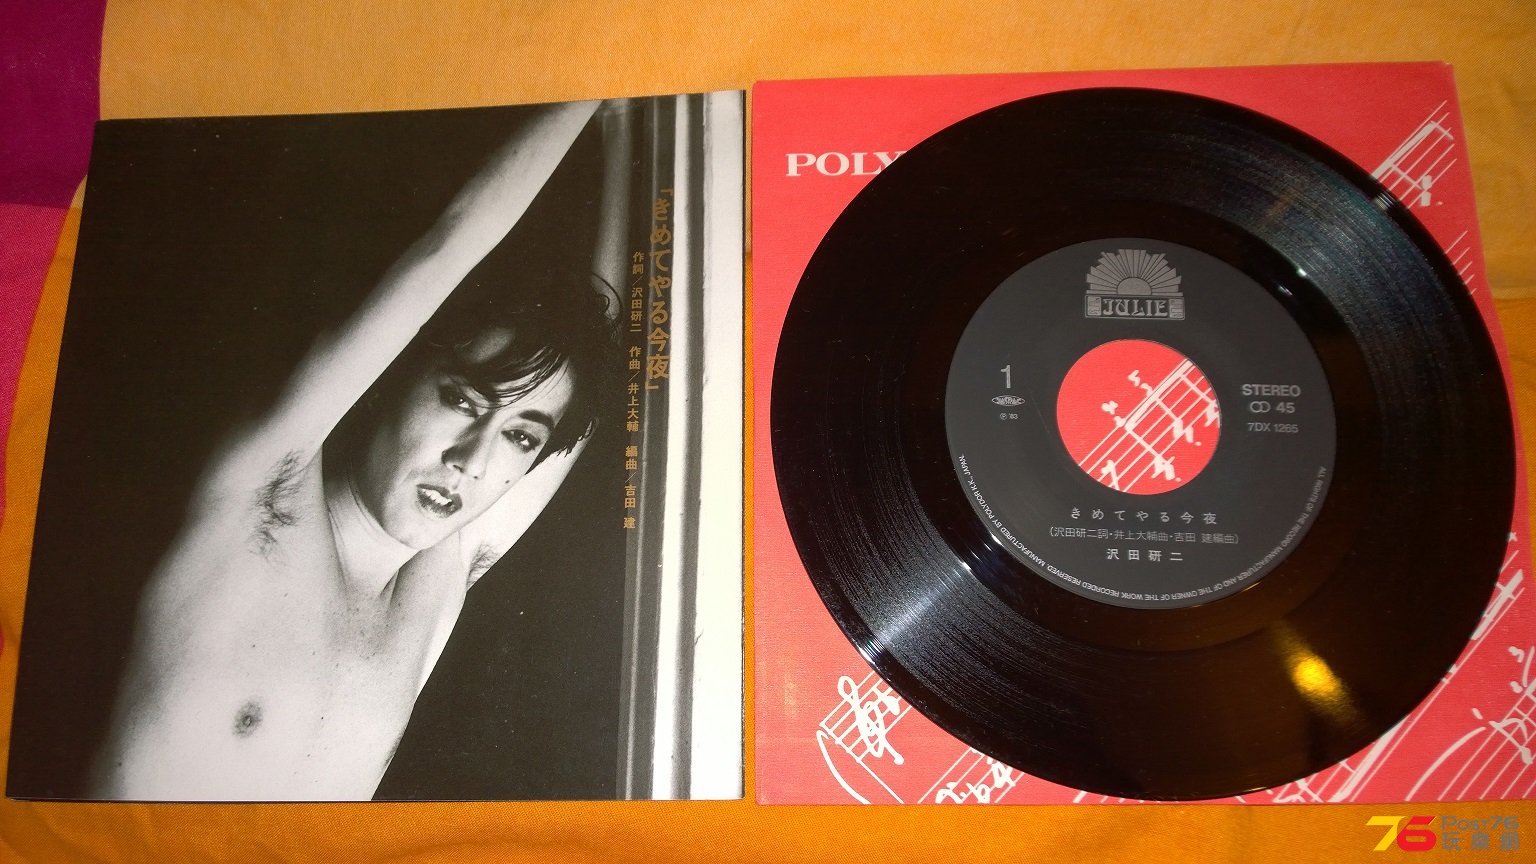 「きめてやる今夜」
作詞／沢田研二 作曲／井上大輔 編曲／吉田 建
POLY
JULIE
1
JASRAC
℗ '83
STEREO
45
7DX 1265
きめてやる今夜
(沢田研二詞・井上大輔曲・吉田 建編曲)
沢田研二
ALL RIGHTS OF THE RECORD MANUFACTURER AND OF THE OWNER OF THE WORK RECORDED RESERVED. MANUFACTURED BY POLYDOR K.K. JAPAN.
76 Post76
玩樂網